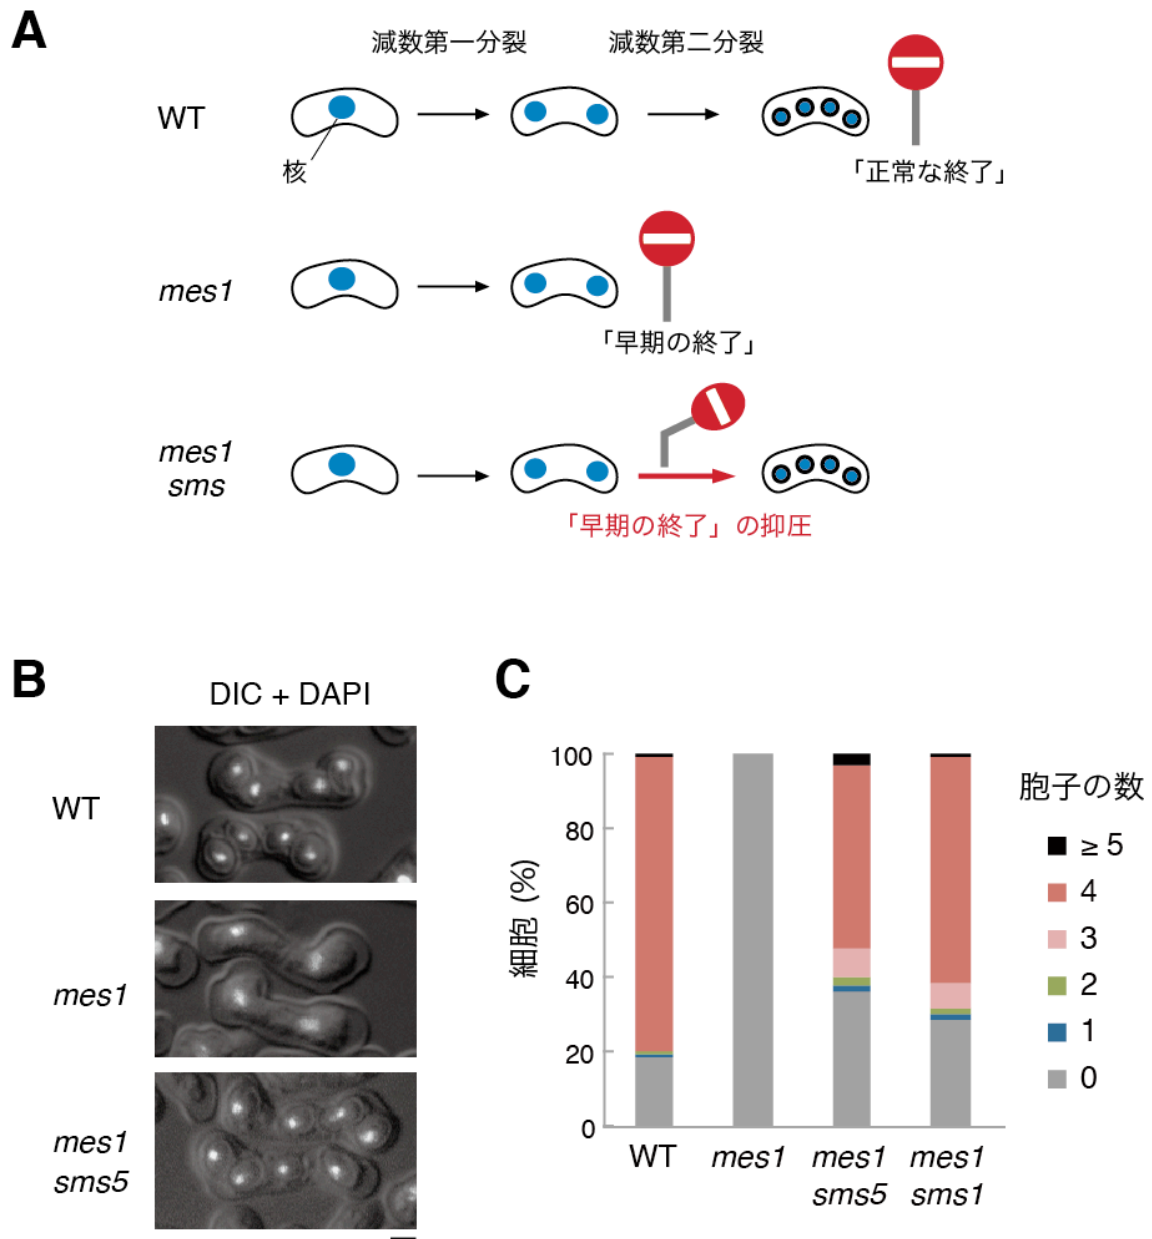 A
減数第一分裂
減数第二分裂
WT
核
「正常な終了」
mes1
「早期の終了」
mes1
sms
「早期の終了」の抑圧
B
DIC + DAPI
WT
mes1
mes1
sms5
C
100
80
60
40
20
0
細胞 (%)
WT
mes1
mes1
sms5
mes1
sms1
胞子の数
≥ 5
4
3
2
1
0